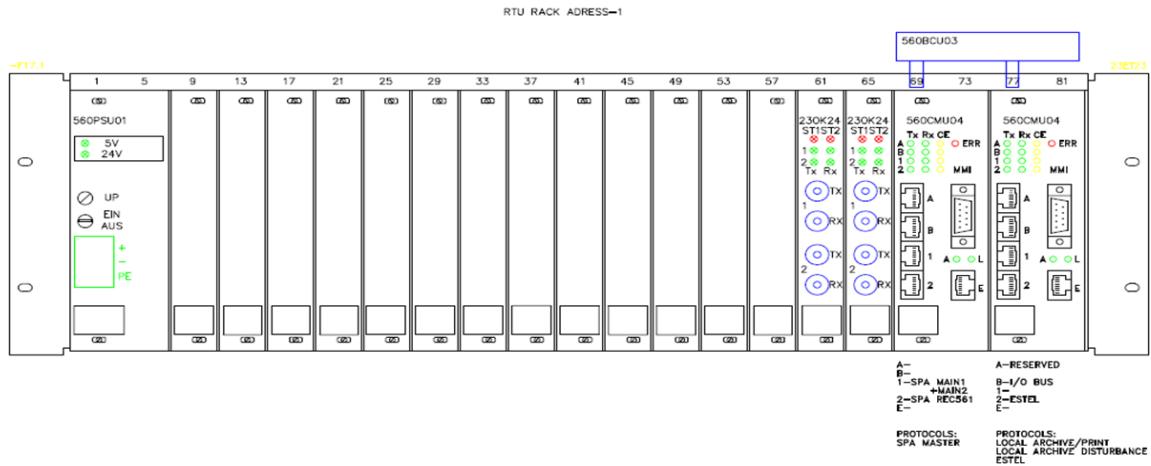 RTU RACK ADRESS-1
560BCU03
-F17.1
23ET23
1 5 9 13 17 21 25 29 33 37 41 45 49 53 57 61 65 69 73 77 81
560PSU01
5V
24V
UP
EIN
AUS
+
-
PE
230K24
ST1ST2
1
2
Tx Rx
TX
1
RX
TX
2
RX
230K24
ST1ST2
1
2
Tx Rx
TX
1
RX
TX
2
RX
560CMU04
Tx Rx CE
A
B
1
2
ERR
MMI
A
B
1
2
A L
E
560CMU04
Tx Rx CE
A
B
1
2
ERR
MMI
A
B
1
2
A L
E
A-
B-
1-SPA MAIN1
+MAIN2
2-SPA REC561
E-
PROTOCOLS:
SPA MASTER
A-RESERVED
B-I/O BUS
1-
2-ESTEL
E-
PROTOCOLS:
LOCAL ARCHIVE/PRINT
LOCAL ARCHIVE DISTURBANCE
ESTEL